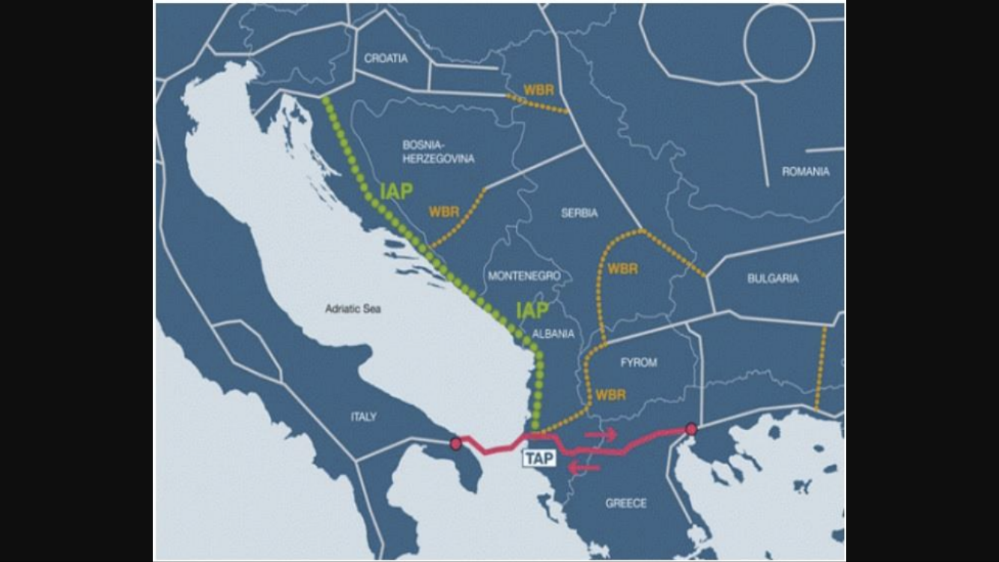 CROATIA
WBR
BOSNIA-
HERZEGOVINA
ROMANIA
IAP
WBR
SERBIA
WBR
MONTENEGRO
BULGARIA
Adriatic Sea
IAP
ALBANIA
FYROM
WBR
ITALY
TAP
GREECE